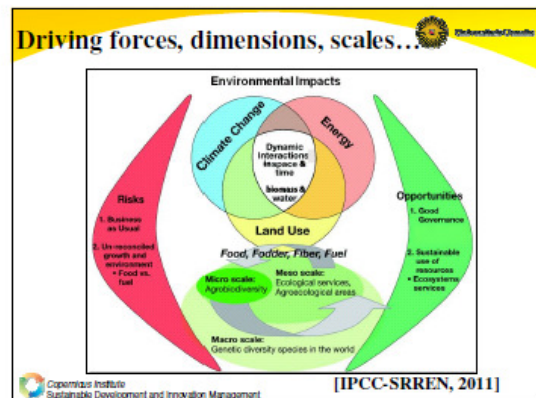 Driving forces, dimensions, scales…
Environmental Impacts
Climate Change
Energy
Dynamic
Interactions
in space &
time
biomass &
water
Land Use
Risks
1. Business
as Usual
2. Un-reconciled
growth and
environment
• Food vs.
fuel
Opportunities
1. Good
Governance
2. Sustainable
use of
resources
• Ecosystems
services
Food, Fodder, Fiber, Fuel
Micro scale:
Agrobiodiversity
Meso scale:
Ecological services,
Agroecological areas
Macro scale:
Genetic diversity species in the world
Copernicus Institute
Sustainable Development and Innovation Management
[IPCC-SRREN, 2011]